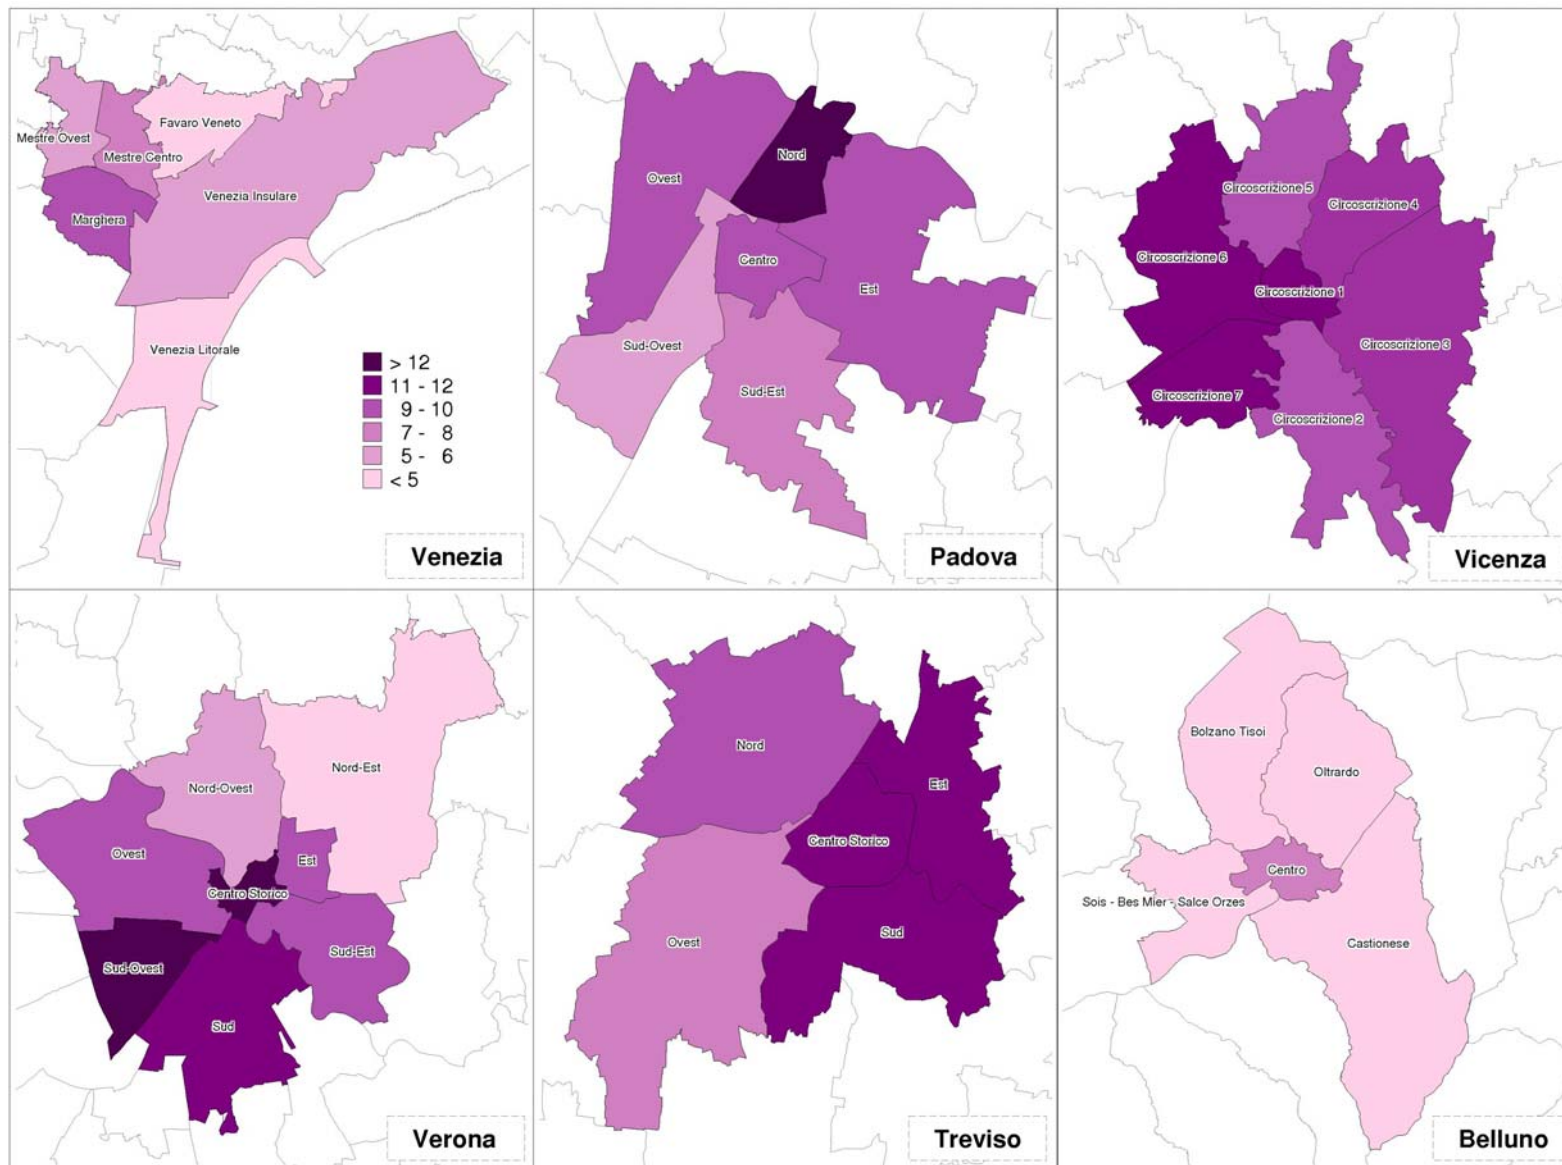 Favaro Veneto
Mestre Ovest
Mestre Centro
Venezia Insulare
Marghera
Venezia Litorale
> 12
11 - 12
9 - 10
7 - 8
5 - 6
< 5
Venezia
Nord
Ovest
Centro
Est
Sud-Ovest
Sud-Est
Padova
Circoscrizione 5
Circoscrizione 4
Circoscrizione 6
Circoscrizione 1
Circoscrizione 3
Circoscrizione 7
Circoscrizione 2
Vicenza
Nord-Est
Nord-Ovest
Ovest
Est
Centro Storico
Sud-Est
Sud-Ovest
Sud
Verona
Nord
Est
Centro Storico
Sud
Ovest
Treviso
Bolzano Tisoi
Oltrardo
Centro
Sois - Bes Mier - Salce Orzes
Castionese
Belluno